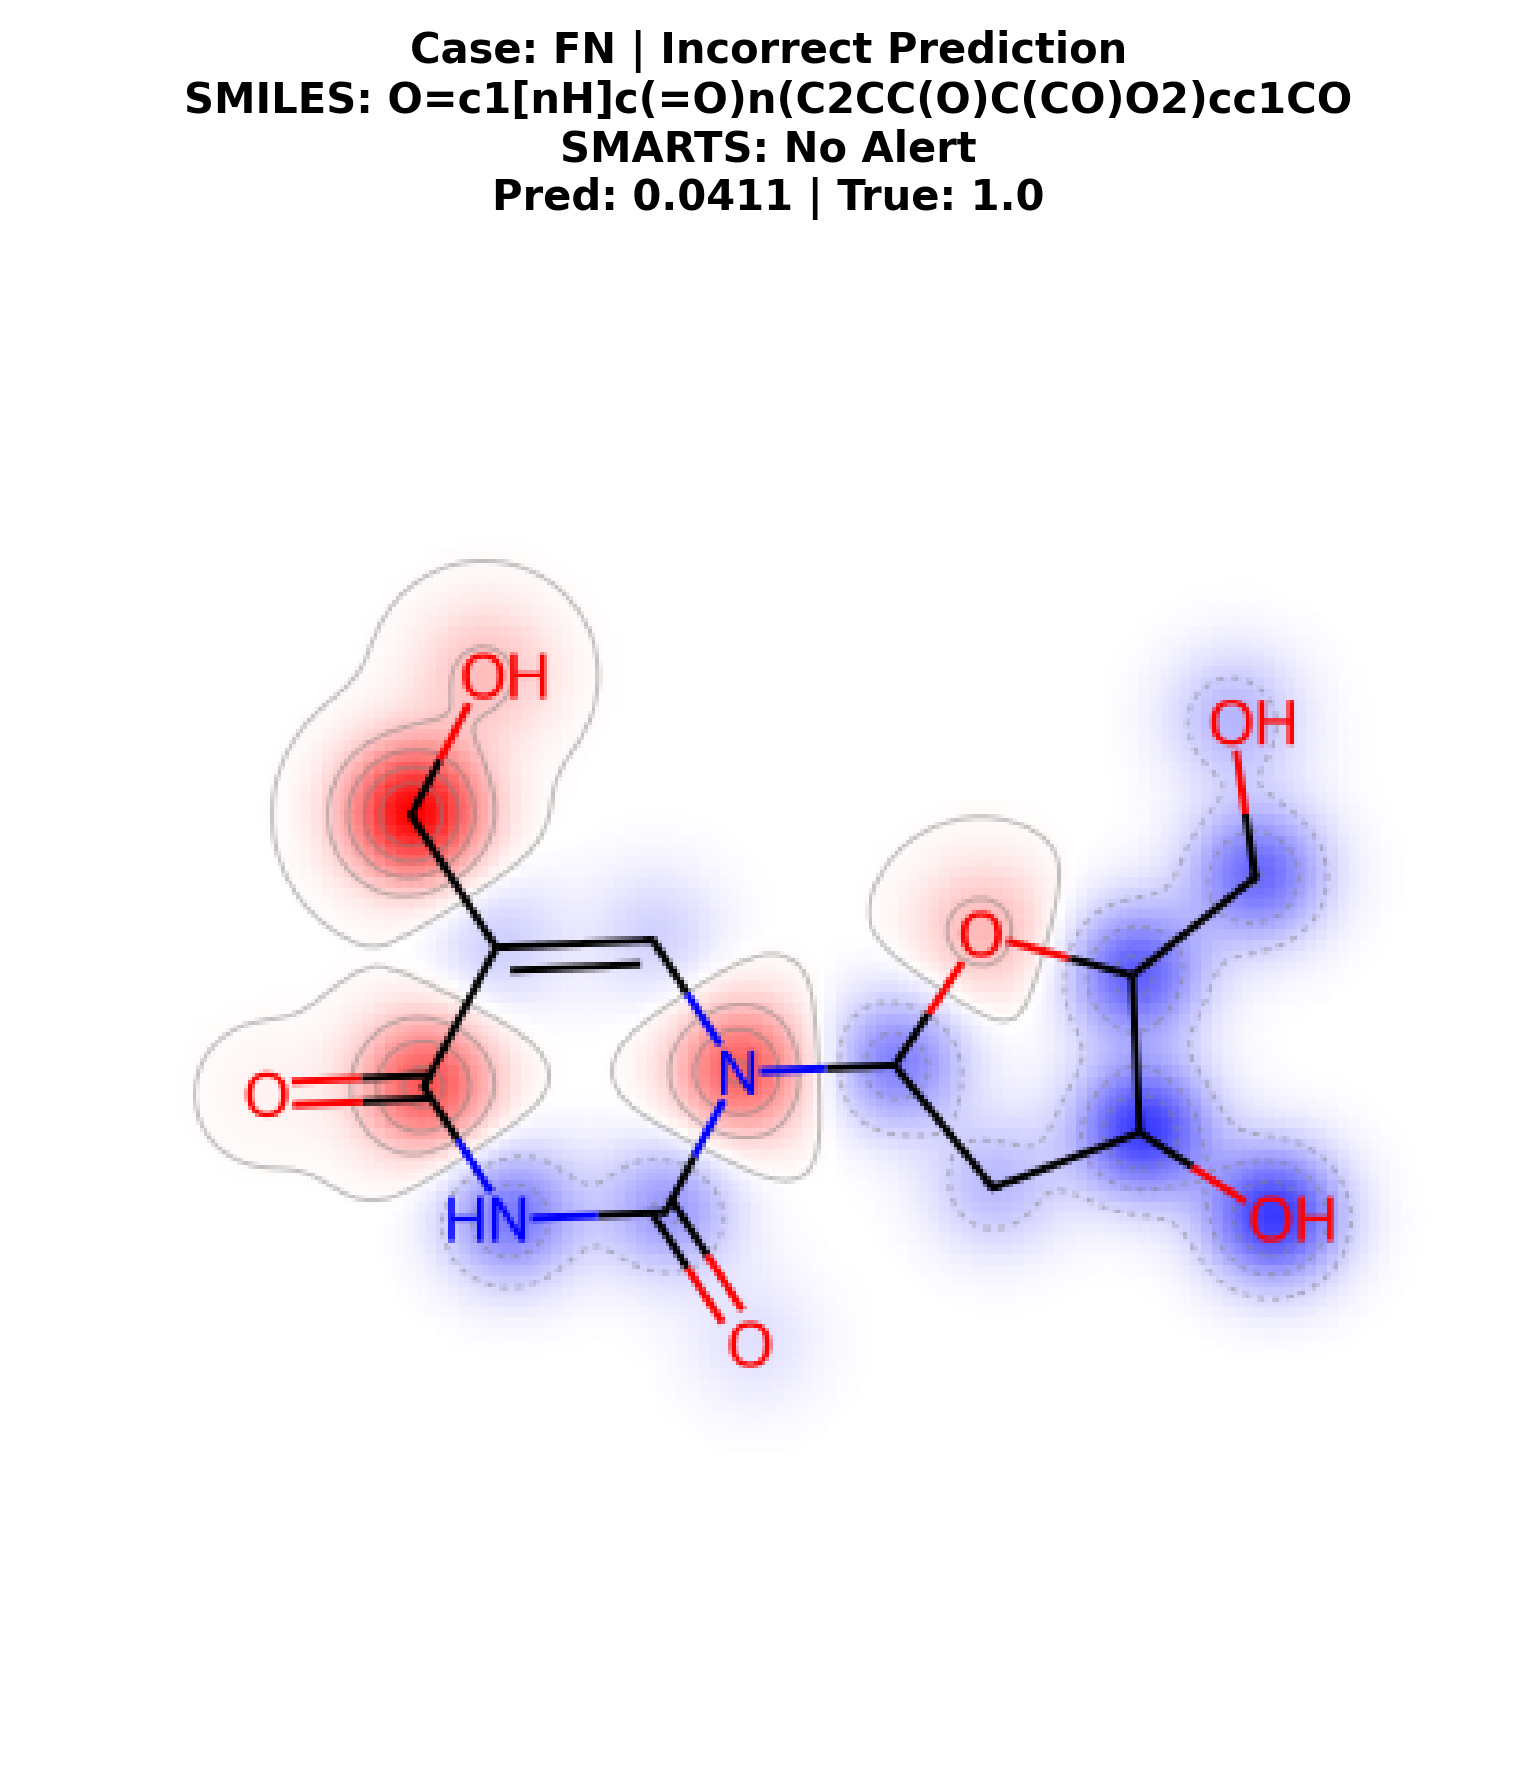 Case: FN | Incorrect Prediction
SMILES: O=c1[nH]c(=O)n(C2CC(O)C(CO)O2)cc1CO
SMARTS: No Alert
Pred: 0.0411 | True: 1.0
OH
OH
O
O
N
HN
OH
O